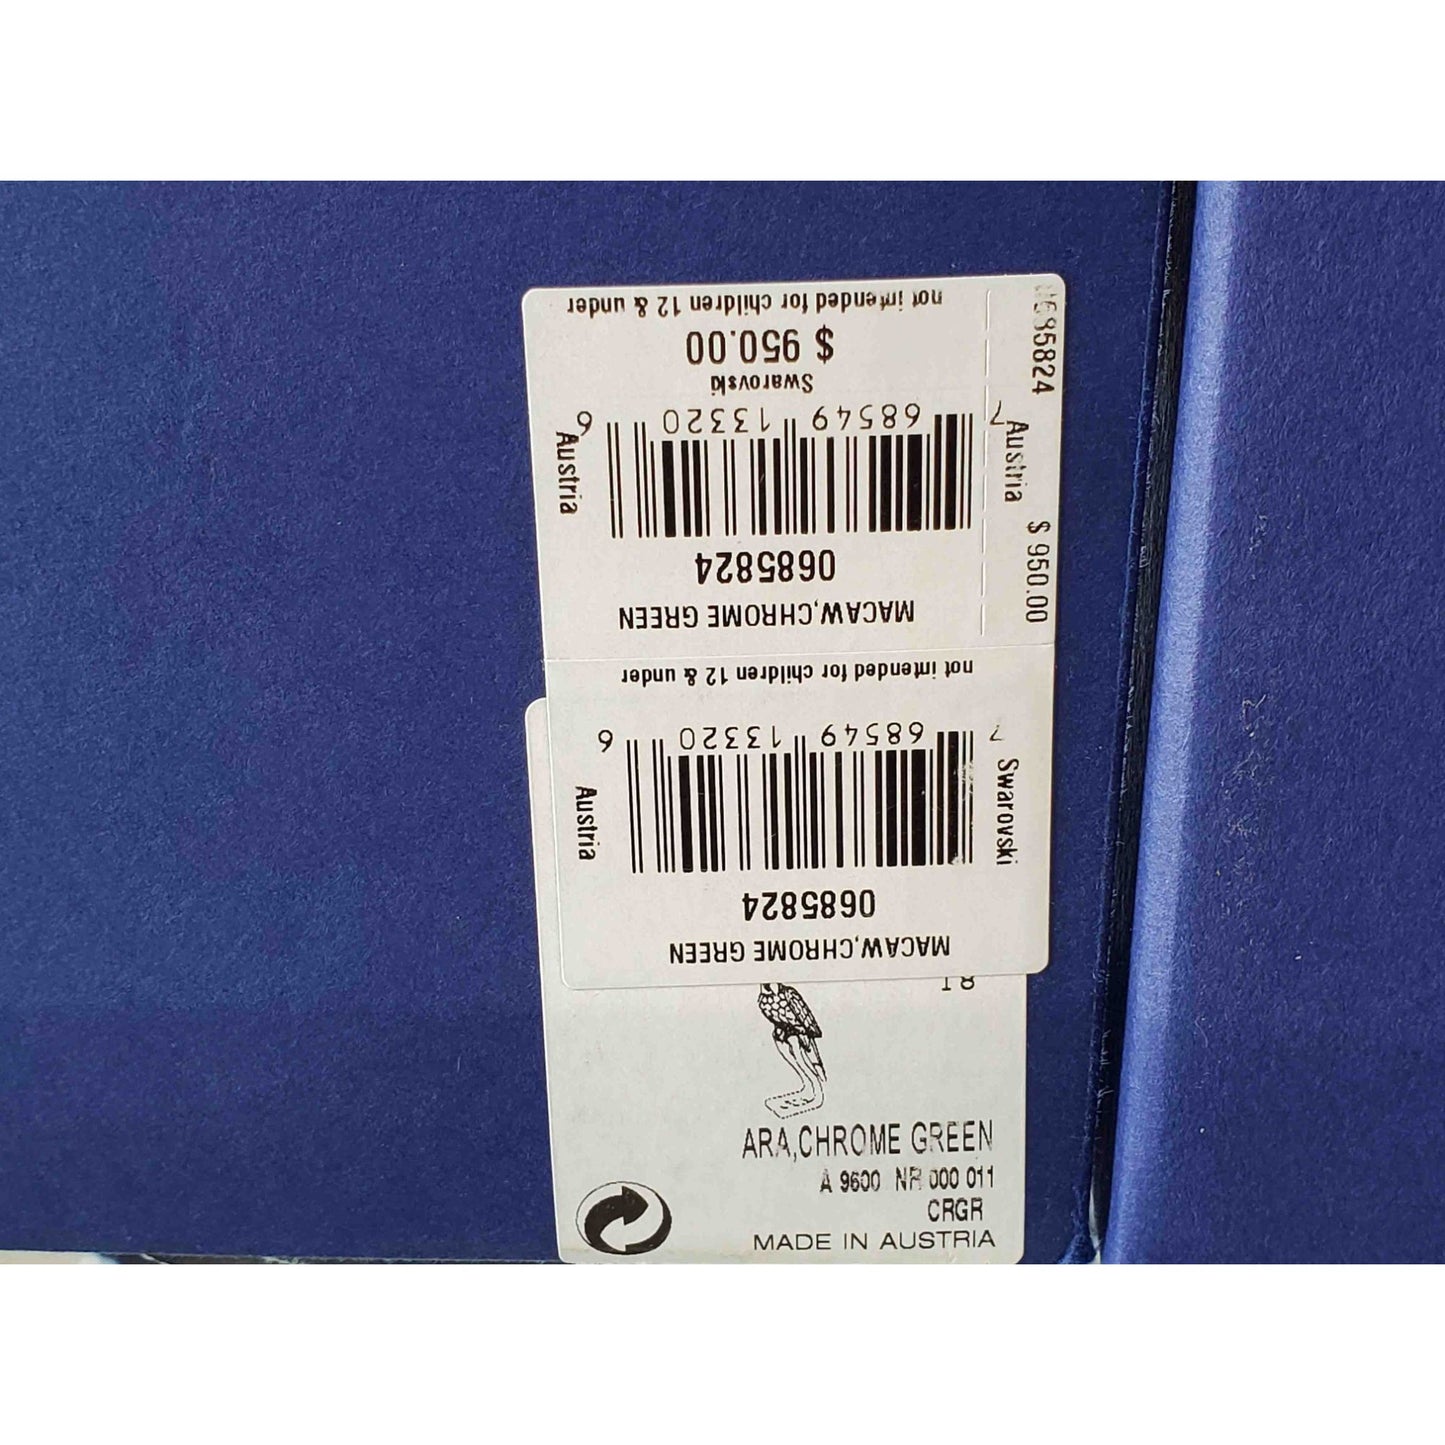 MACAW,CHROME GREEN
0685824
Swarovski
Austria
7 68549 13320 6
not intended for children 12 & under
MACAW,CHROME GREEN
0685824
Austria
7 68549 13320 6
Swarovski
$ 950.00
not intended for children 12 & under
Austria
$ 950.00
ARA,CHROME GREEN
A 9600 NR 000 011
CRGR
MADE IN AUSTRIA